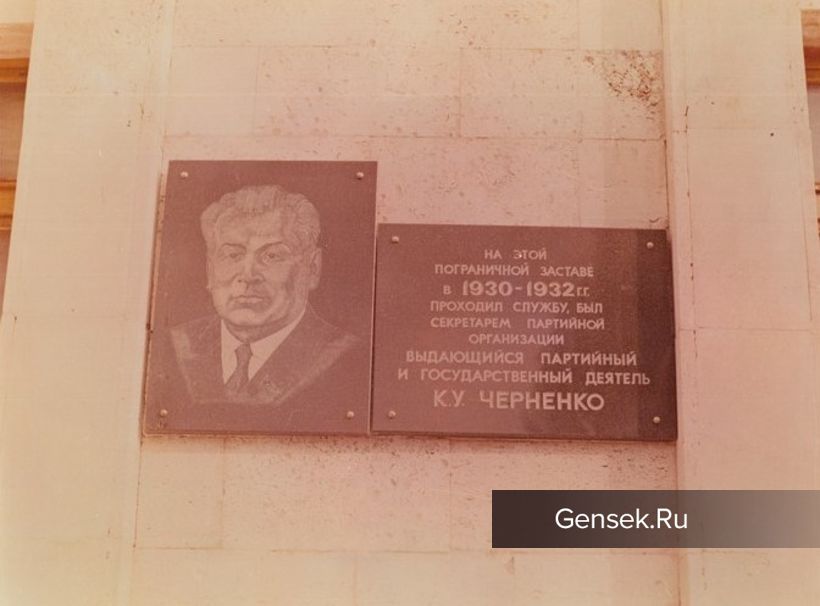 НА ЭТОЙ
ПОГРАНИЧНОЙ ЗАСТАВЕ
В 1930-1932 Г.Г.
ПРОХОДИЛ СЛУЖБУ, БЫЛ
СЕКРЕТАРЕМ ПАРТИЙНОЙ
ОРГАНИЗАЦИИ
ВЫДАЮЩИЙСЯ ПАРТИЙНЫЙ
И ГОСУДАРСТВЕННЫЙ ДЕЯТЕЛЬ
К.У. ЧЕРНЕНКО
Gensek.Ru